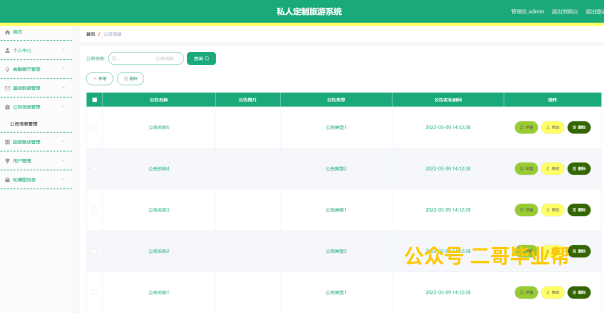 私人定制旅游系统
管理员 admin 退出到前台 退出登录
首页
个人中心
基础数据管理
公告信息管理
公告信息管理
旅游路线管理
用户管理
轮播图信息
首页 / 公告信息
公告名称 公告名称 查询
+ 新增 删除
公告名称 公告图片 公告类型 公告发布时间 操作
公告名称5 公告类型1 2022-03-09 14:12:38 详情 修改 删除
公告名称4 公告类型2 2022-03-09 14:12:38 详情 修改 删除
公告名称3 公告类型1 2022-03-09 14:12:38 详情 修改 删除
公告名称2 公告类型2 2022-03-09 14:12:38 详情 修改 删除
公众号 二哥毕业帮
公告名称1 公告类型1 2022-03-09 14:12:38 详情 修改 删除